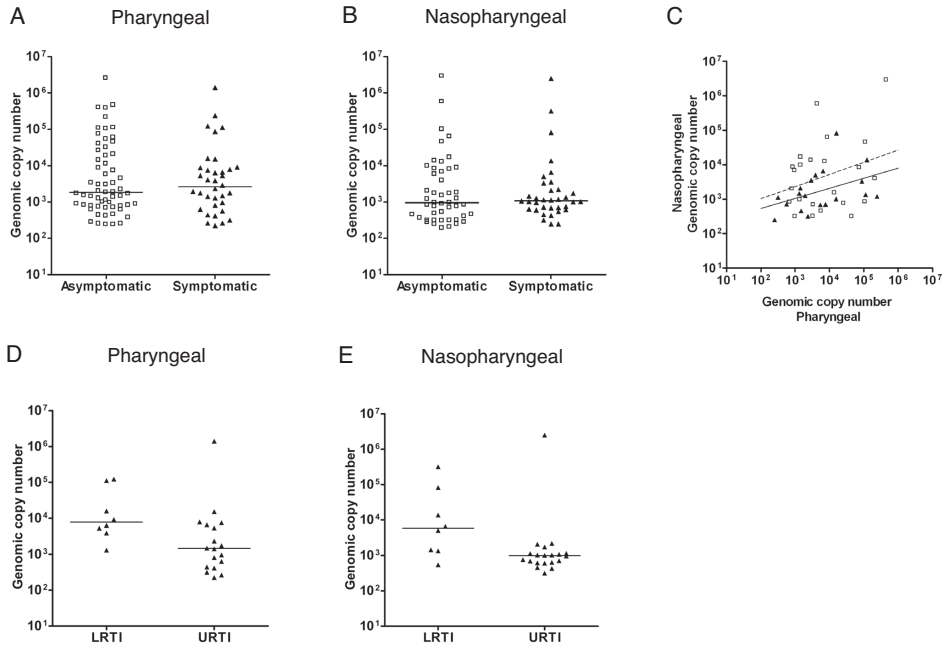 A
Pharyngeal
Genomic copy number
10^7
10^6
10^5
10^4
10^3
10^2
10^1
Asymptomatic
Symptomatic
B
Nasopharyngeal
Genomic copy number
10^7
10^6
10^5
10^4
10^3
10^2
10^1
Asymptomatic
Symptomatic
C
Nasopharyngeal
Genomic copy number
10^7
10^6
10^5
10^4
10^3
10^2
10^1
10^1
10^2
10^3
10^4
10^5
10^6
10^7
Genomic copy number
Pharyngeal
D
Pharyngeal
Genomic copy number
10^7
10^6
10^5
10^4
10^3
10^2
10^1
LRTI
URTI
E
Nasopharyngeal
Genomic copy number
10^7
10^6
10^5
10^4
10^3
10^2
10^1
LRTI
URTI